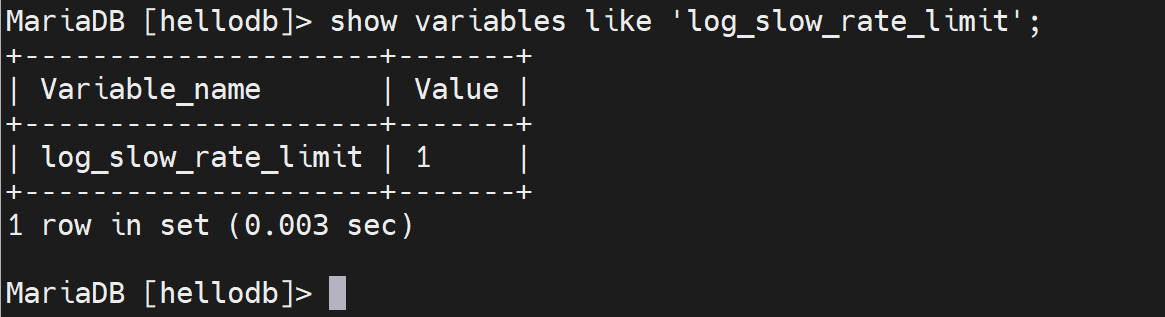 MariaDB [hellodb]> show variables like 'log_slow_rate_limit';
+---------------------+-------+
| Variable_name       | Value |
+---------------------+-------+
| log_slow_rate_limit | 1     |
+---------------------+-------+
1 row in set (0.003 sec)
MariaDB [hellodb]>